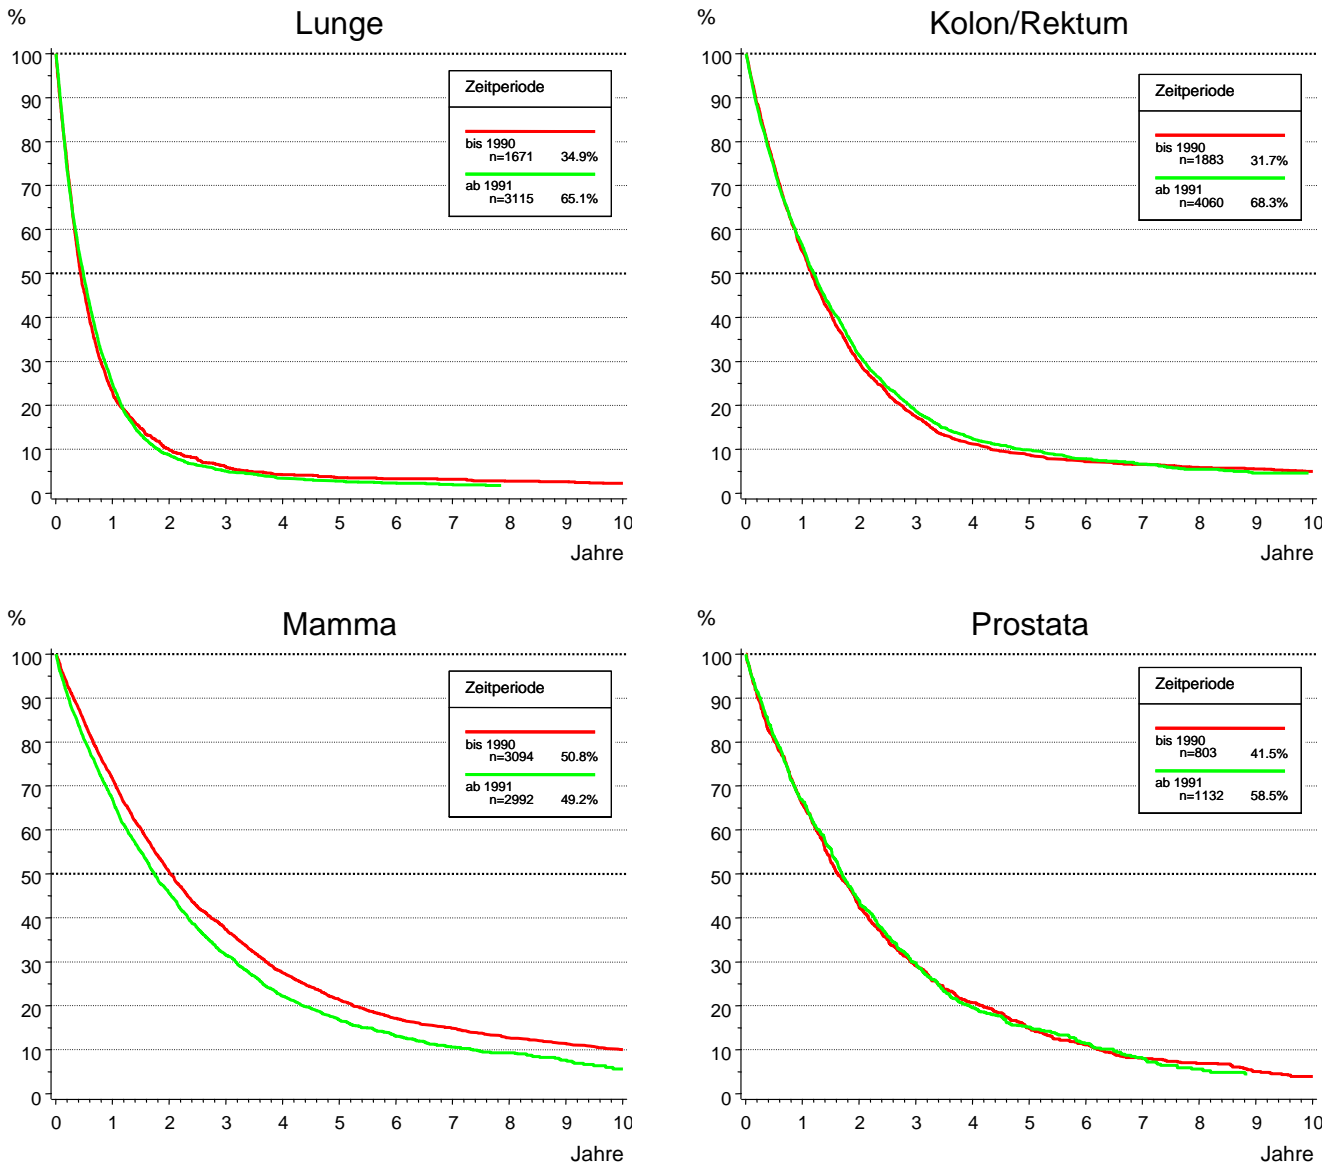 %
Lunge
100
90
80
70
60
50
40
30
20
10
0
Zeitperiode
bis 1990
n=1671 34.9%
ab 1991
n=3115 65.1%
0 1 2 3 4 5 6 7 8 9 10
Jahre
%
Kolon/Rektum
100
90
80
70
60
50
40
30
20
10
0
Zeitperiode
bis 1990
n=1883 31.7%
ab 1991
n=4060 68.3%
0 1 2 3 4 5 6 7 8 9 10
Jahre
%
Mamma
100
90
80
70
60
50
40
30
20
10
0
Zeitperiode
bis 1990
n=3094 50.8%
ab 1991
n=2992 49.2%
0 1 2 3 4 5 6 7 8 9 10
Jahre
%
Prostata
100
90
80
70
60
50
40
30
20
10
0
Zeitperiode
bis 1990
n=803 41.5%
ab 1991
n=1132 58.5%
0 1 2 3 4 5 6 7 8 9 10
Jahre